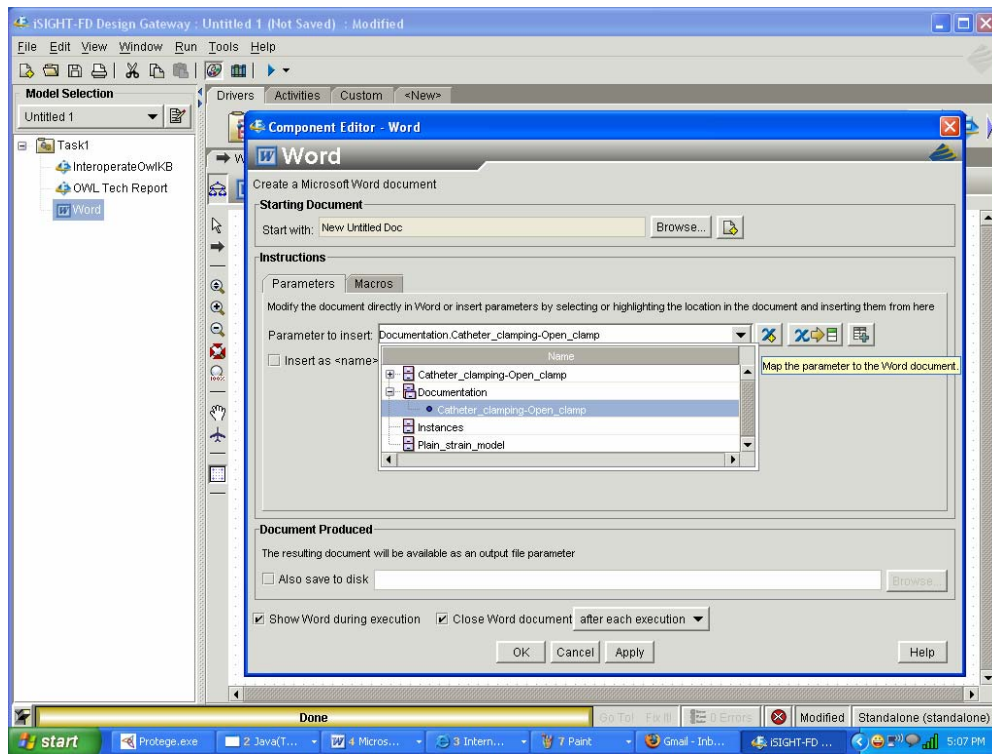 iSIGHT-FD Design Gateway : Untitled 1 (Not Saved) : Modified
File Edit View Window Run Tools Help
Model Selection
Untitled 1
Task1
InteroperateOwlKB
OWL Tech Report
Word
Drivers Activities Custom <New>
Component Editor - Word
Word
Create a Microsoft Word document
Starting Document
Start with: New Untitled Doc Browse...
Instructions
Parameters Macros
Modify the document directly in Word or insert parameters by selecting or highlighting the location in the document and inserting them from here
Parameter to insert: Documentation.Catheter_clamping-Open_clamp
Insert as <name>
Name
Catheter_clamping-Open_clamp
Documentation
Catheter_clamping-Open_clamp
Instances
Plain_strain_model
Map the parameter to the Word document.
100%
Document Produced
The resulting document will be available as an output file parameter
Also save to disk Browse...
Show Word during execution Close Word document after each execution
OK Cancel Apply Help
Done Go To! Fix It! 0 Errors Modified Standalone (standalone)
start Protege.exe 2 Java(T... 4 Micros... 3 Intern... 7 Paint Gmail - Inb... iSIGHT-FD ... 5:07 PM